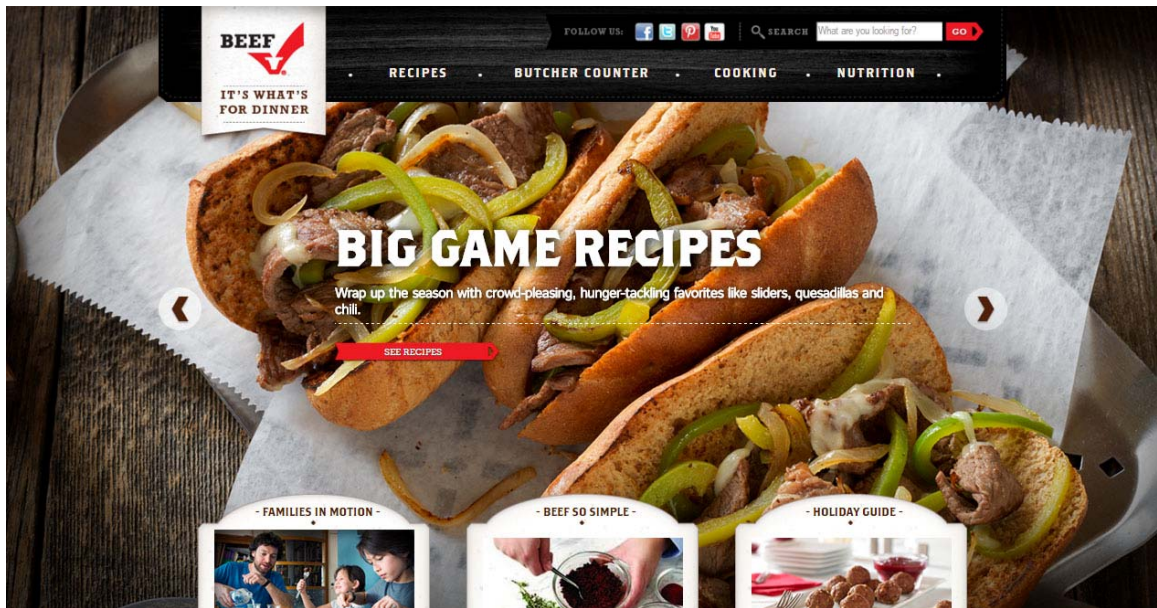 BEEF
IT'S WHAT'S
FOR DINNER
FOLLOW US:
SEARCH
What are you looking for?
GO
RECIPES
BUTCHER COUNTER
COOKING
NUTRITION
BIG GAME RECIPES
Wrap up the season with crowd-pleasing, hunger-tackling favorites like sliders, quesadillas and
chili.
SEE RECIPES
- FAMILIES IN MOTION -
- BEEF SO SIMPLE -
- HOLIDAY GUIDE -